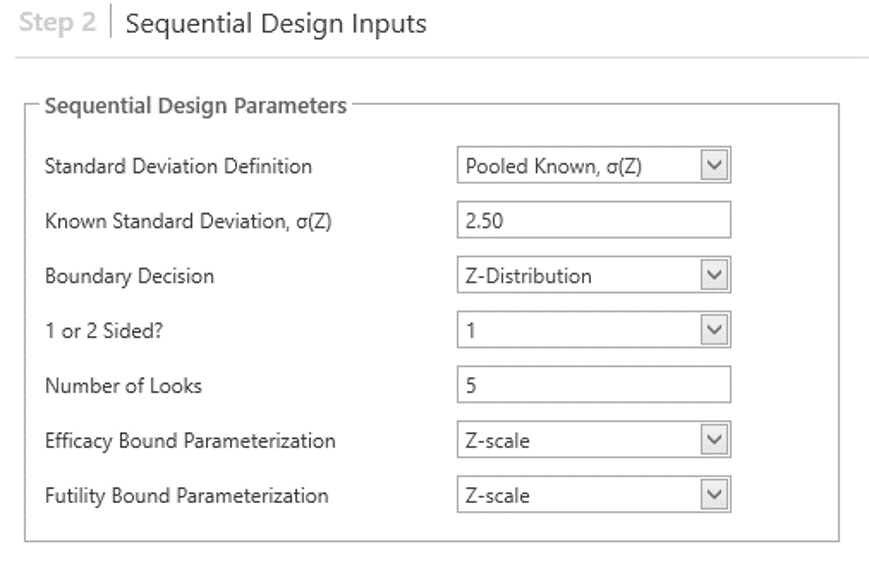 Step 2 Sequential Design Inputs
Sequential Design Parameters
Standard Deviation Definition Pooled Known, σ(Z)
Known Standard Deviation, σ(Z) 2.50
Boundary Decision Z-Distribution
1 or 2 Sided? 1
Number of Looks 5
Efficacy Bound Parameterization Z-scale
Futility Bound Parameterization Z-scale